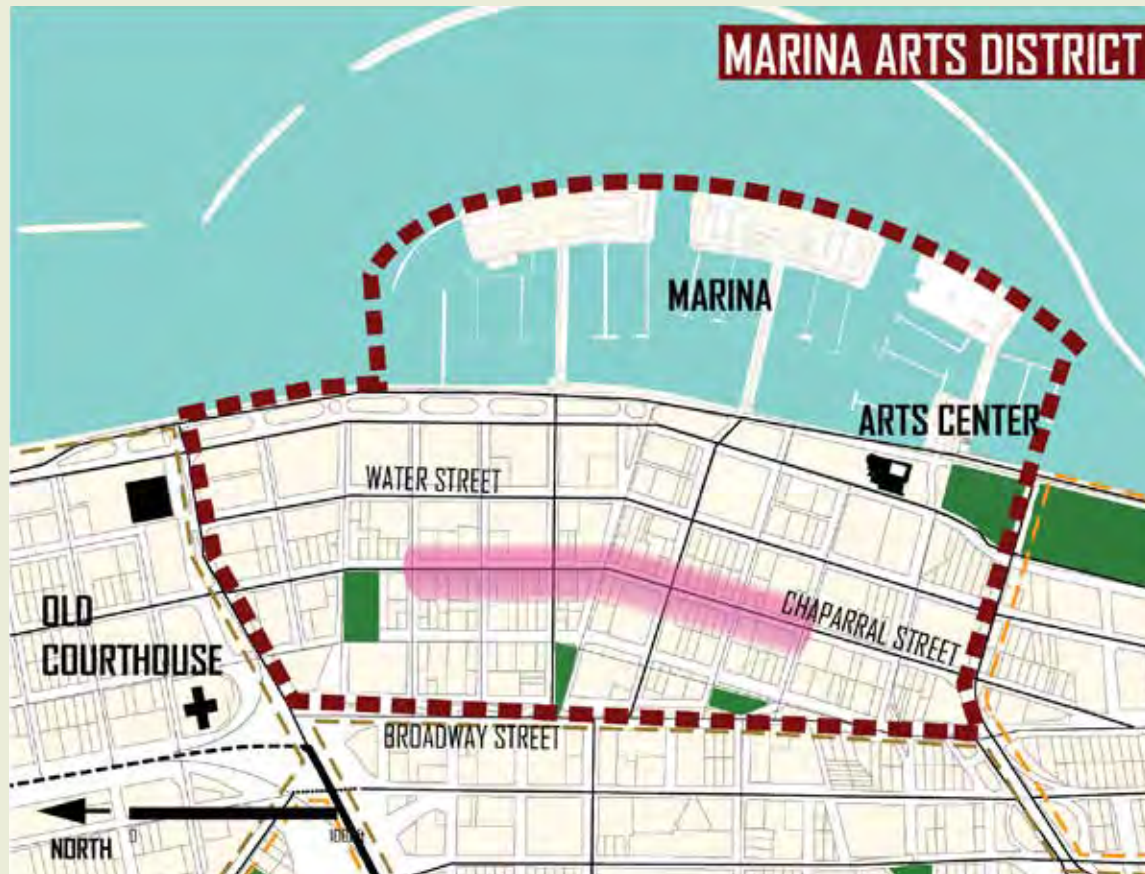 MARINA ARTS DISTRICT
MARINA
ARTS CENTER
WATER STREET
CHAPARRAL STREET
OLD
COURTHOUSE
BROADWAY STREET
0
NORTH